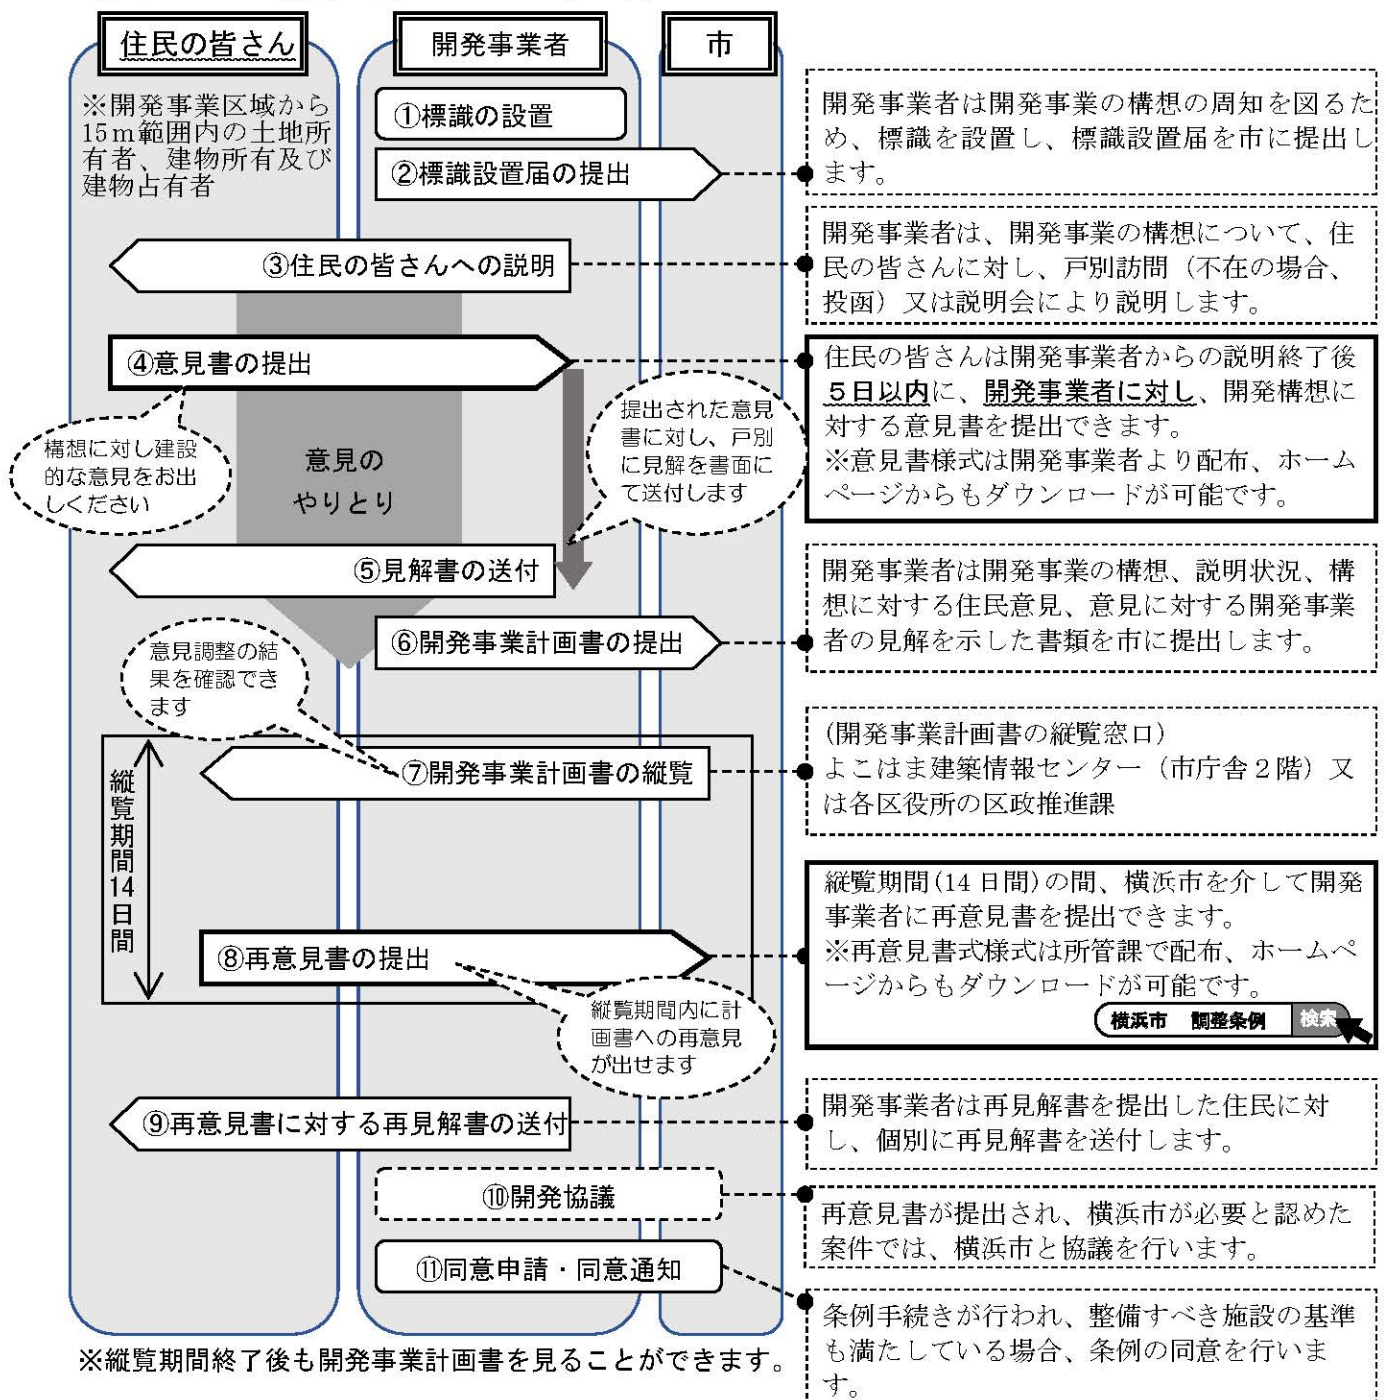 住民の皆さん
開発事業者
市
※開発事業区域から
15m範囲内の土地所
有者、建物所有及び
建物占有者
①標識の設置
②標識設置届の提出
開発事業者は開発事業の構想の周知を図るた
め、標識を設置し、標識設置届を市に提出し
ます。
③住民の皆さんへの説明
開発事業者は、開発事業の構想について、住
民の皆さんに対し、戸別訪問（不在の場合、
投函）又は説明会により説明します。
④意見書の提出
住民の皆さんは開発事業者からの説明終了後
5日以内に、開発事業者に対し、開発構想に
対する意見書を提出できます。
※意見書様式は開発事業者より配布、ホーム
ページからもダウンロードが可能です。
構想に対し建設
的な意見をお出
しください
意見の
やりとり
提出された意見
書に対し、戸別
に見解を書面に
て送付します
⑤見解書の送付
⑥開発事業計画書の提出
開発事業者は開発事業の構想、説明状況、構
想に対する住民意見、意見に対する開発事業
者の見解を示した書類を市に提出します。
意見調整の結
果を確認でき
ます
縦覧期間14日間
⑦開発事業計画書の縦覧
(開発事業計画書の縦覧窓口)
よこはま建築情報センター（市庁舎２階）又
は各区役所の区政推進課
⑧再意見書の提出
縦覧期間(14日間)の間、横浜市を介して開発
事業者に再意見書を提出できます。
※再意見書式様式は所管課で配布、ホームペ
ージからもダウンロードが可能です。
横浜市　調整条例　検索
縦覧期間内に計
画書への再意見
が出せます
⑨再意見書に対する再見解書の送付
開発事業者は再見解書を提出した住民に対
し、個別に再見解書を送付します。
⑩開発協議
再意見書が提出され、横浜市が必要と認めた
案件では、横浜市と協議を行います。
⑪同意申請・同意通知
条例手続きが行われ、整備すべき施設の基準
も満たしている場合、条例の同意を行いま
す。
※縦覧期間終了後も開発事業計画書を見ることができます。